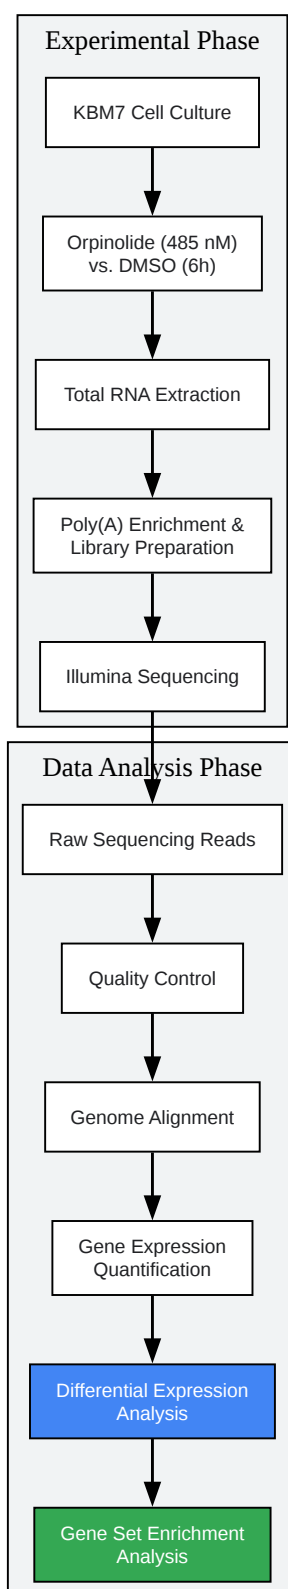 Experimental Phase
KBM7 Cell Culture
Orpinolide (485 nM)
vs. DMSO (6h)
Total RNA Extraction
Poly(A) Enrichment &
Library Preparation
Illumina Sequencing
Data Analysis Phase
Raw Sequencing Reads
Quality Control
Genome Alignment
Gene Expression
Quantification
Differential Expression
Analysis
Gene Set Enrichment
Analysis